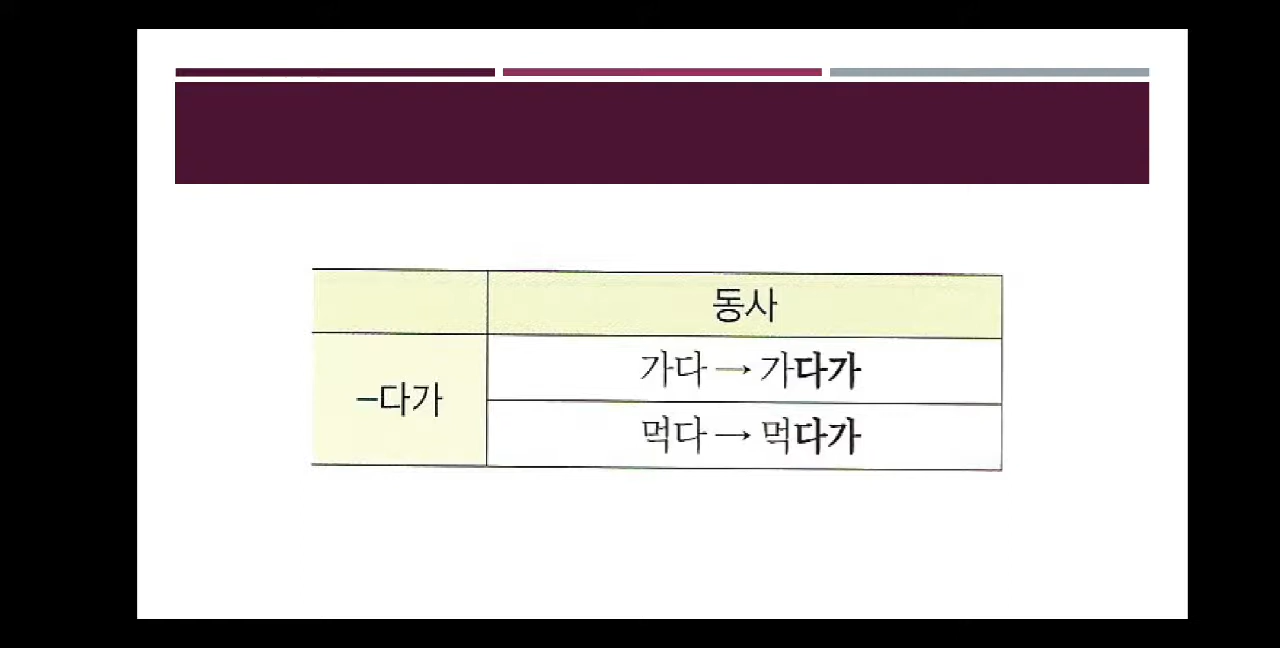 동사
–다가
가다 → 가다가
먹다 → 먹다가